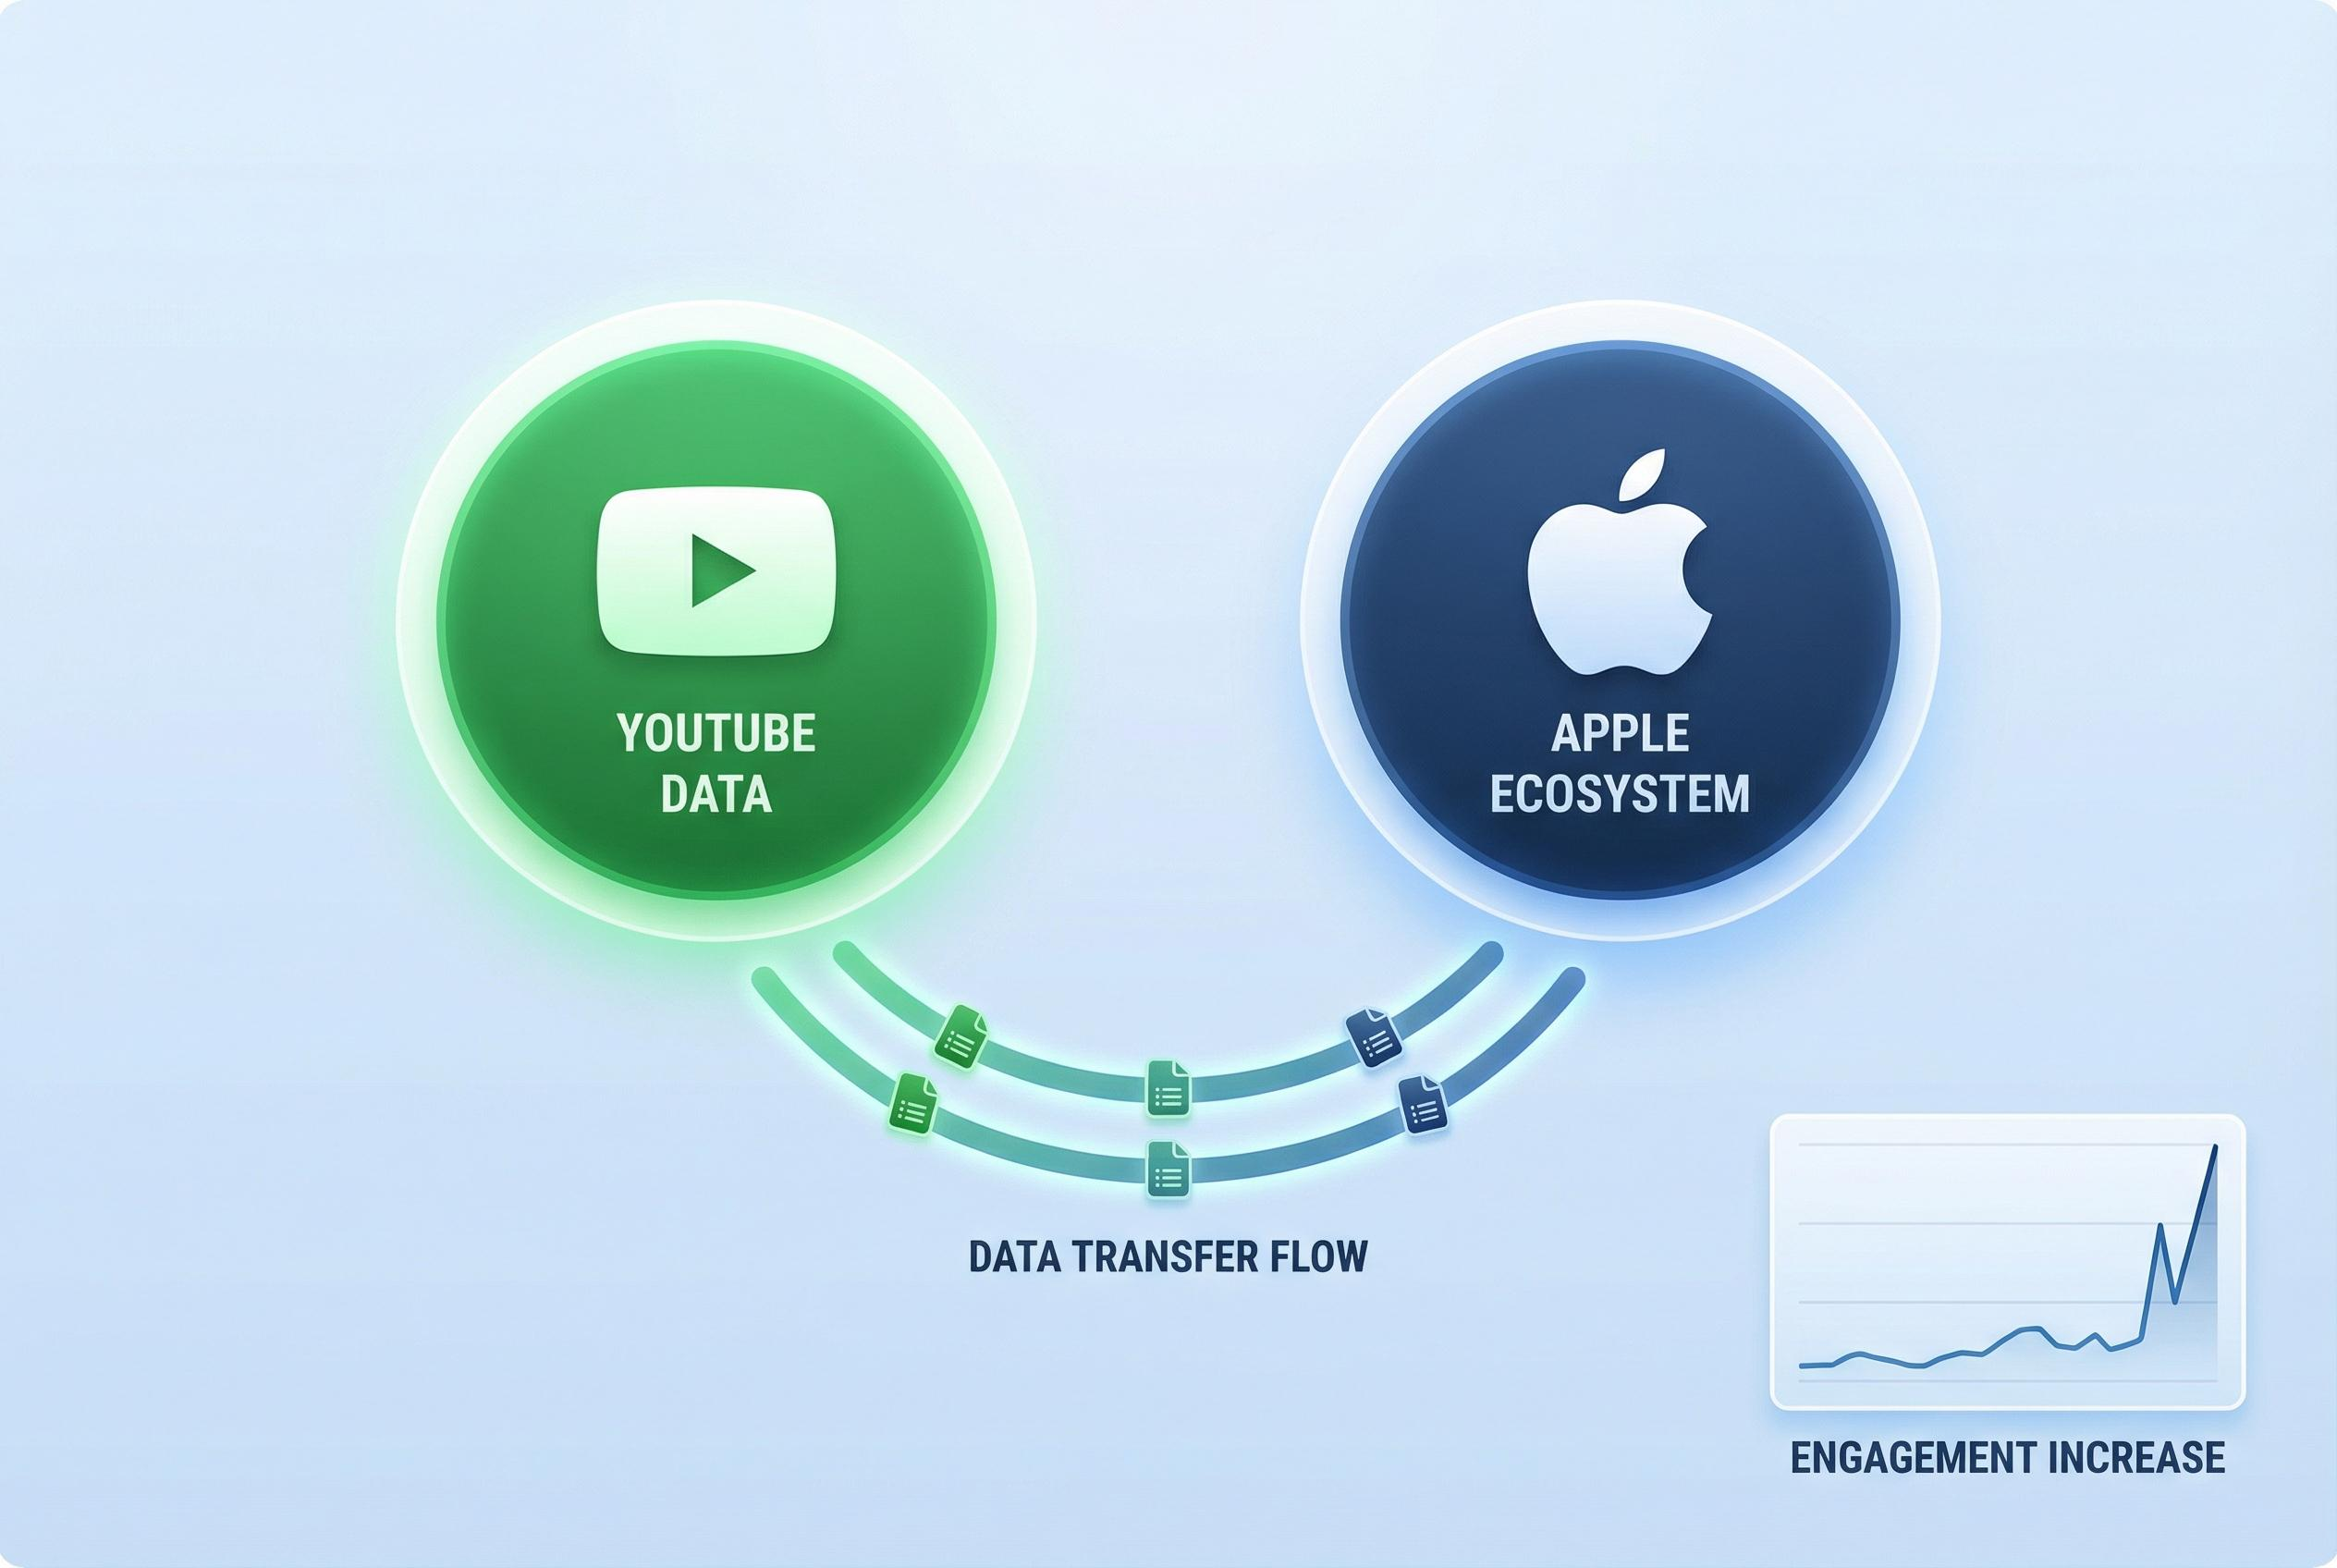 YOUTUBE
DATA
APPLE
ECOSYSTEM
DATA TRANSFER FLOW
ENGAGEMENT INCREASE